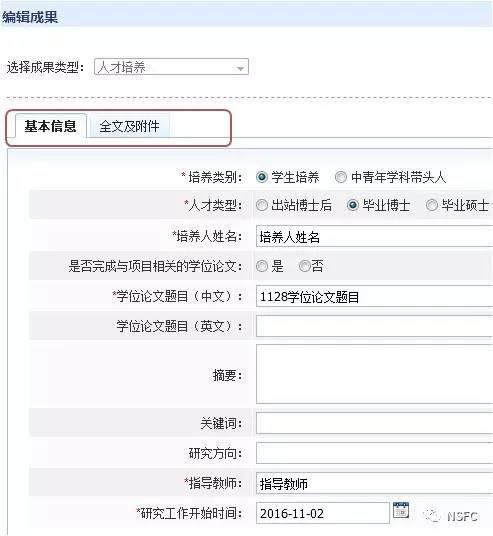 编辑成果
选择成果类型： 人才培养
基本信息 全文及附件
*培养类别： 学生培养 中青年学科带头人
*人才类型： 出站博士后 毕业博士 毕业硕士
*培养人姓名： 培养人姓名
是否完成与项目相关的学位论文： 是 否
*学位论文题目（中文）： 1128学位论文题目
学位论文题目（英文）：
摘要：
关键词：
研究方向：
*指导教师： 指导教师
*研究工作开始时间： 2016-11-02
NSFC